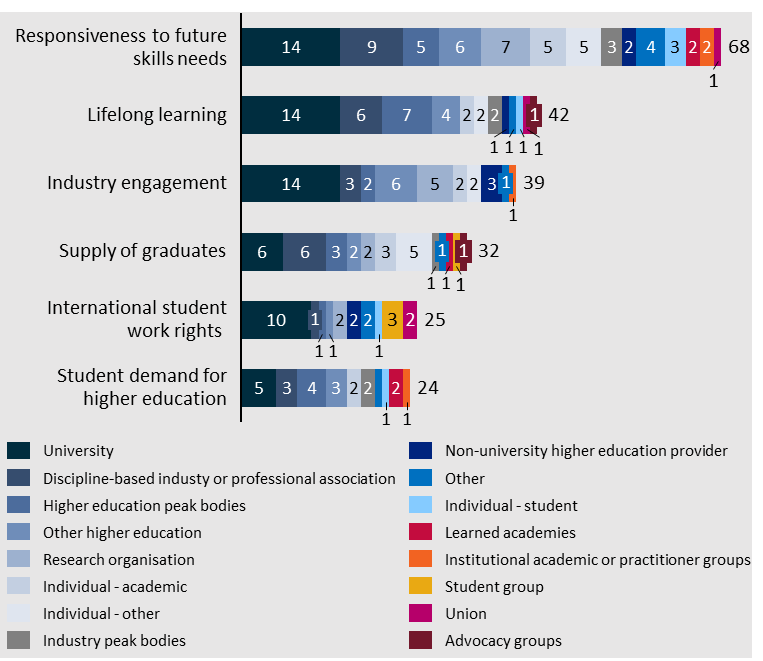 Responsiveness to future
skills needs
14 9 5 6 7 5 5 3 2 4 3 2 2 68
1
Lifelong learning
14 6 7 4 2 2 2 1 42
1 1 1 1
Industry engagement
14 3 2 6 5 2 2 3 1 39
1
Supply of graduates
6 6 3 2 2 3 5 1 1 32
1 1 1
International student
work rights
10 1 2 2 2 3 2 25
1 1 1
Student demand for
higher education
5 3 4 3 2 2 2 24
1 1
University
Discipline-based industy or professional association
Higher education peak bodies
Other higher education
Research organisation
Individual - academic
Individual - other
Industry peak bodies
Non-university higher education provider
Other
Individual - student
Learned academies
Institutional academic or practitioner groups
Student group
Union
Advocacy groups